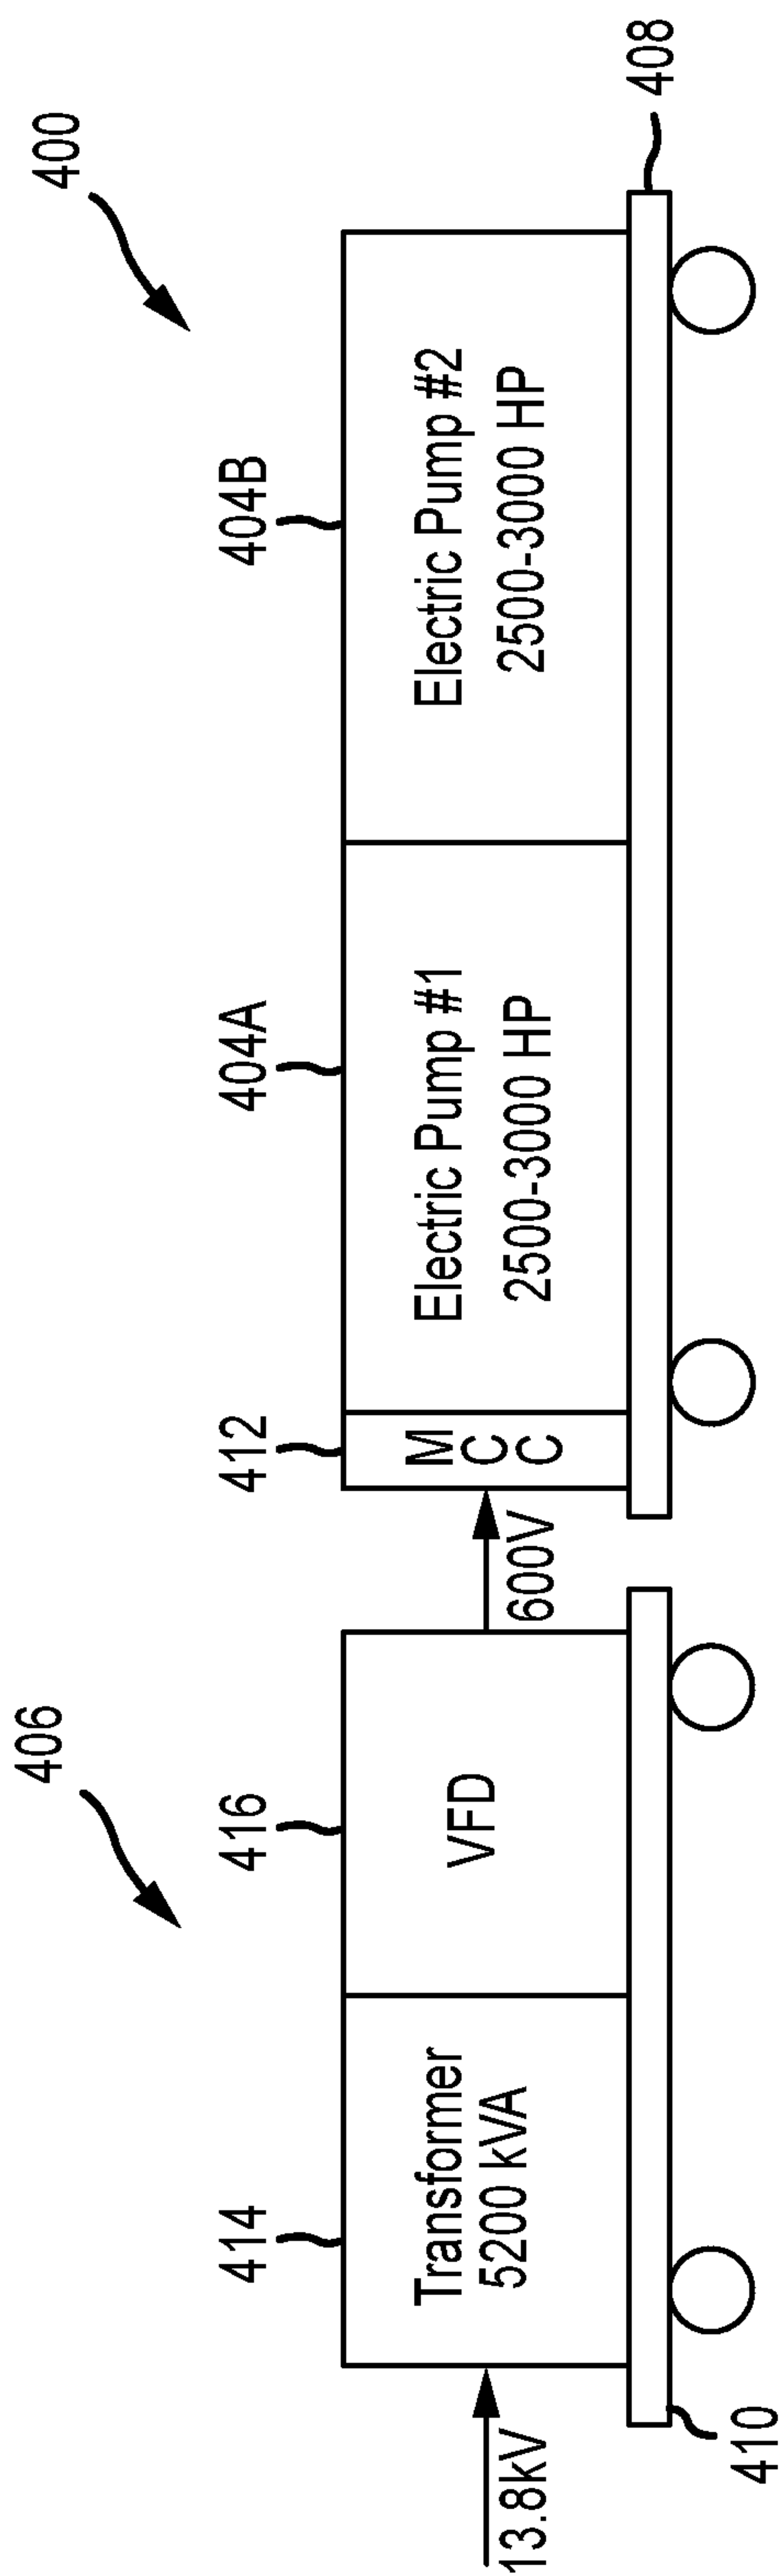 400
406
404B
404A
412
416
414
Electric Pump #2
2500-3000 HP
Electric Pump #1
2500-3000 HP
M
C
C
600V
VFD
Transformer
5200 kVA
13.8kV
408
410